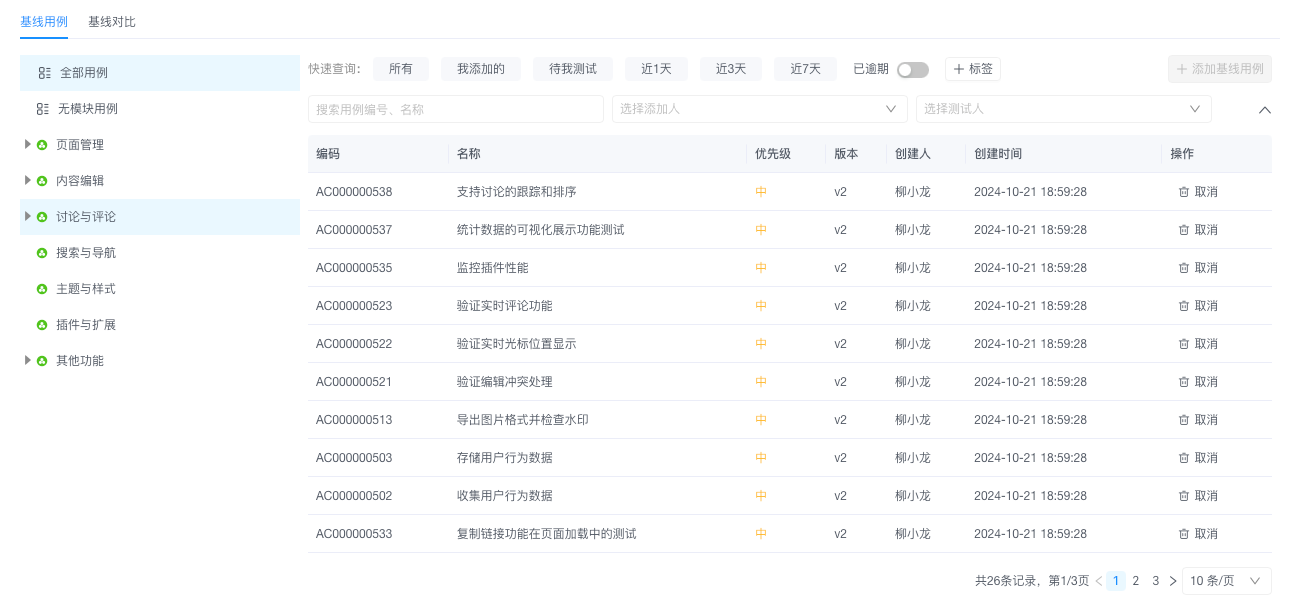 基线用例 基线对比
全部用例
无模块用例
页面管理
内容编辑
讨论与评论
搜索与导航
主题与样式
插件与扩展
其他功能
快速查询: 所有 我添加的 待我测试 近1天 近3天 近7天 已逾期 标签 添加基线用例
搜索用例编号、名称 选择添加人 选择测试人
编码 名称 优先级 版本 创建人 创建时间 操作
AC000000538 支持讨论的跟踪和排序 中 v2 柳小龙 2024-10-21 18:59:28 取消
AC000000537 统计数据的可视化展示功能测试 中 v2 柳小龙 2024-10-21 18:59:28 取消
AC000000535 监控插件性能 中 v2 柳小龙 2024-10-21 18:59:28 取消
AC000000523 验证实时评论功能 中 v2 柳小龙 2024-10-21 18:59:28 取消
AC000000522 验证实时光标位置显示 中 v2 柳小龙 2024-10-21 18:59:28 取消
AC000000521 验证编辑冲突处理 中 v2 柳小龙 2024-10-21 18:59:28 取消
AC000000513 导出图片格式并检查水印 中 v2 柳小龙 2024-10-21 18:59:28 取消
AC000000503 存储用户行为数据 中 v2 柳小龙 2024-10-21 18:59:28 取消
AC000000502 收集用户行为数据 中 v2 柳小龙 2024-10-21 18:59:28 取消
AC000000533 复制链接功能在页面加载中的测试 中 v2 柳小龙 2024-10-21 18:59:28 取消
共26条记录，第1/3页 < 1 2 3 > 10 条/页